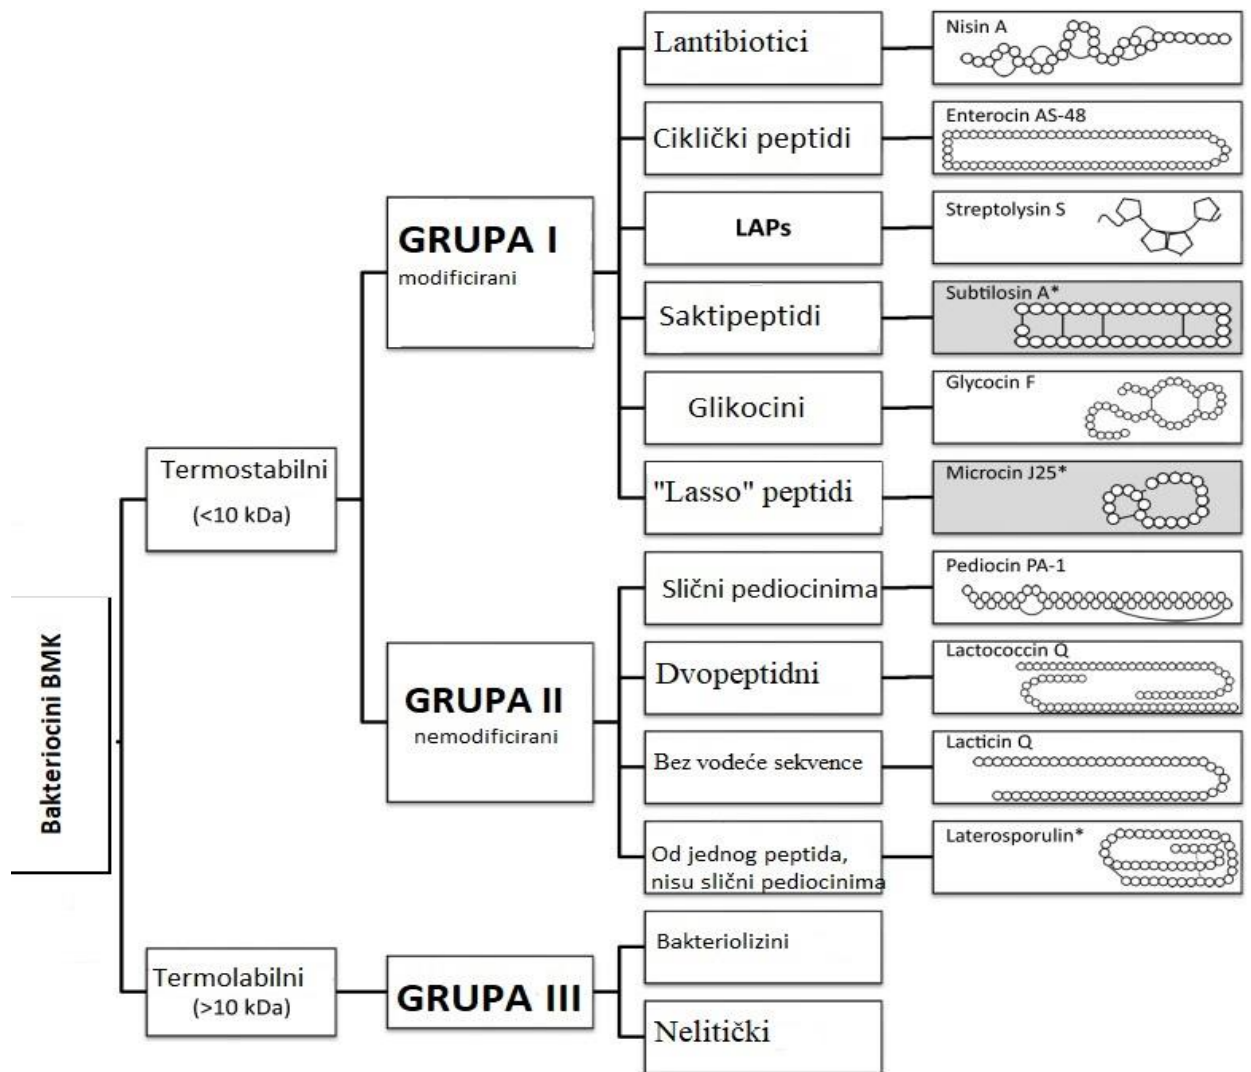 Bakteriocini BMK
Termostabilni
(<10 kDa)
GRUPA I
modificirani
Lantibiotici
Nisin A
Ciklički peptidi
Enterocin AS-48
LAPs
Streptolysin S
Saktipeptidi
Subtilosin A*
Glikocini
Glycocin F
"Lasso" peptidi
Microcin J25*
GRUPA II
nemodificirani
Slični pediocinima
Pediocin PA-1
Dvopeptidni
Lactococcin Q
Bez vodeće sekvence
Lacticin Q
Od jednog peptida,
nisu slični pediocinima
Laterosporulin*
Termolabilni
(>10 kDa)
GRUPA III
Bakteriolizini
Nelitički